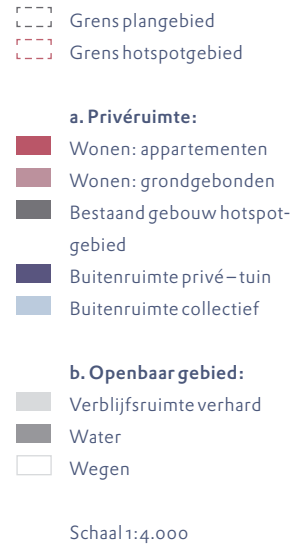 Grens plangebied
Grens hotspotgebied
a. Privéruimte:
Wonen: appartementen
Wonen: grondgebonden
Bestaand gebouw hotspot-
gebied
Buitenruimte privé – tuin
Buitenruimte collectief
b. Openbaar gebied:
Verblijfsruimte verhard
Water
Wegen
Schaal 1:4.000